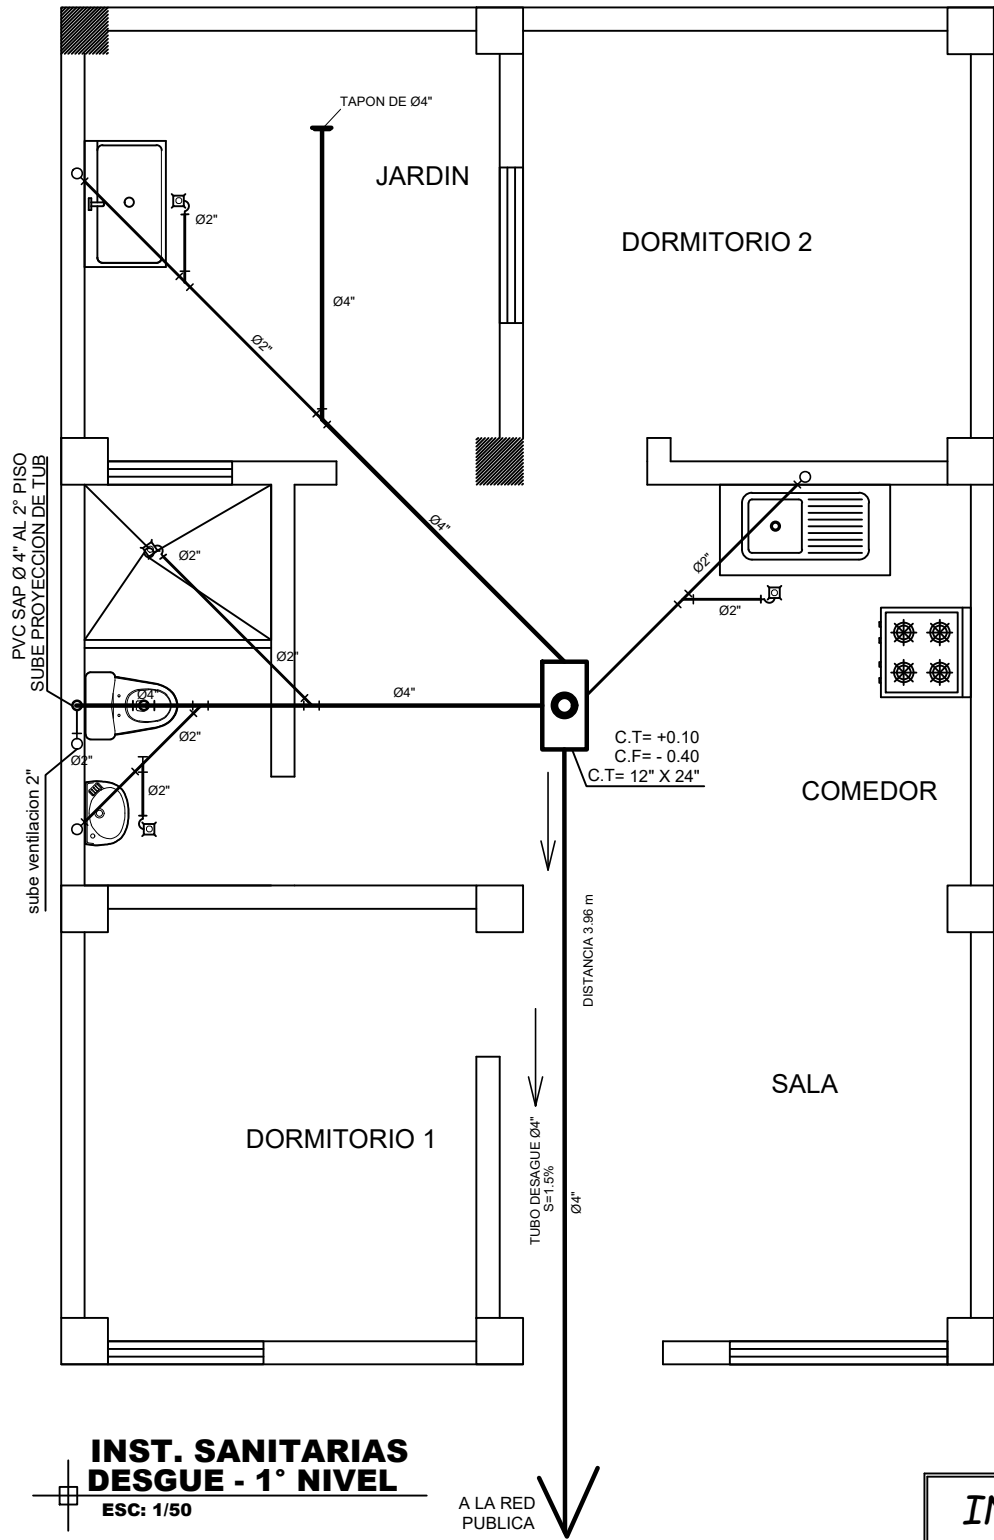 TAPON DE Ø4"
JARDIN
DORMITORIO 2
Ø2"
Ø4"
Ø2"
PVC SAP Ø 4" AL 2° PISO
SUBE PROYECCION DE TUB
Ø4"
Ø2"
Ø2"
Ø2"
Ø2"
Ø4"
Ø4"
Ø2"
Ø2"
Ø2"
sube ventilacion 2"
C.T= +0.10
C.F= - 0.40
C.T= 12" X 24"
COMEDOR
DISTANCIA 3.96 m
SALA
DORMITORIO 1
TUBO DESAGUE Ø4"
S=1.5%
Ø4"
INST. SANITARIAS
DESGUE - 1° NIVEL
ESC: 1/50
A LA RED
PUBLICA